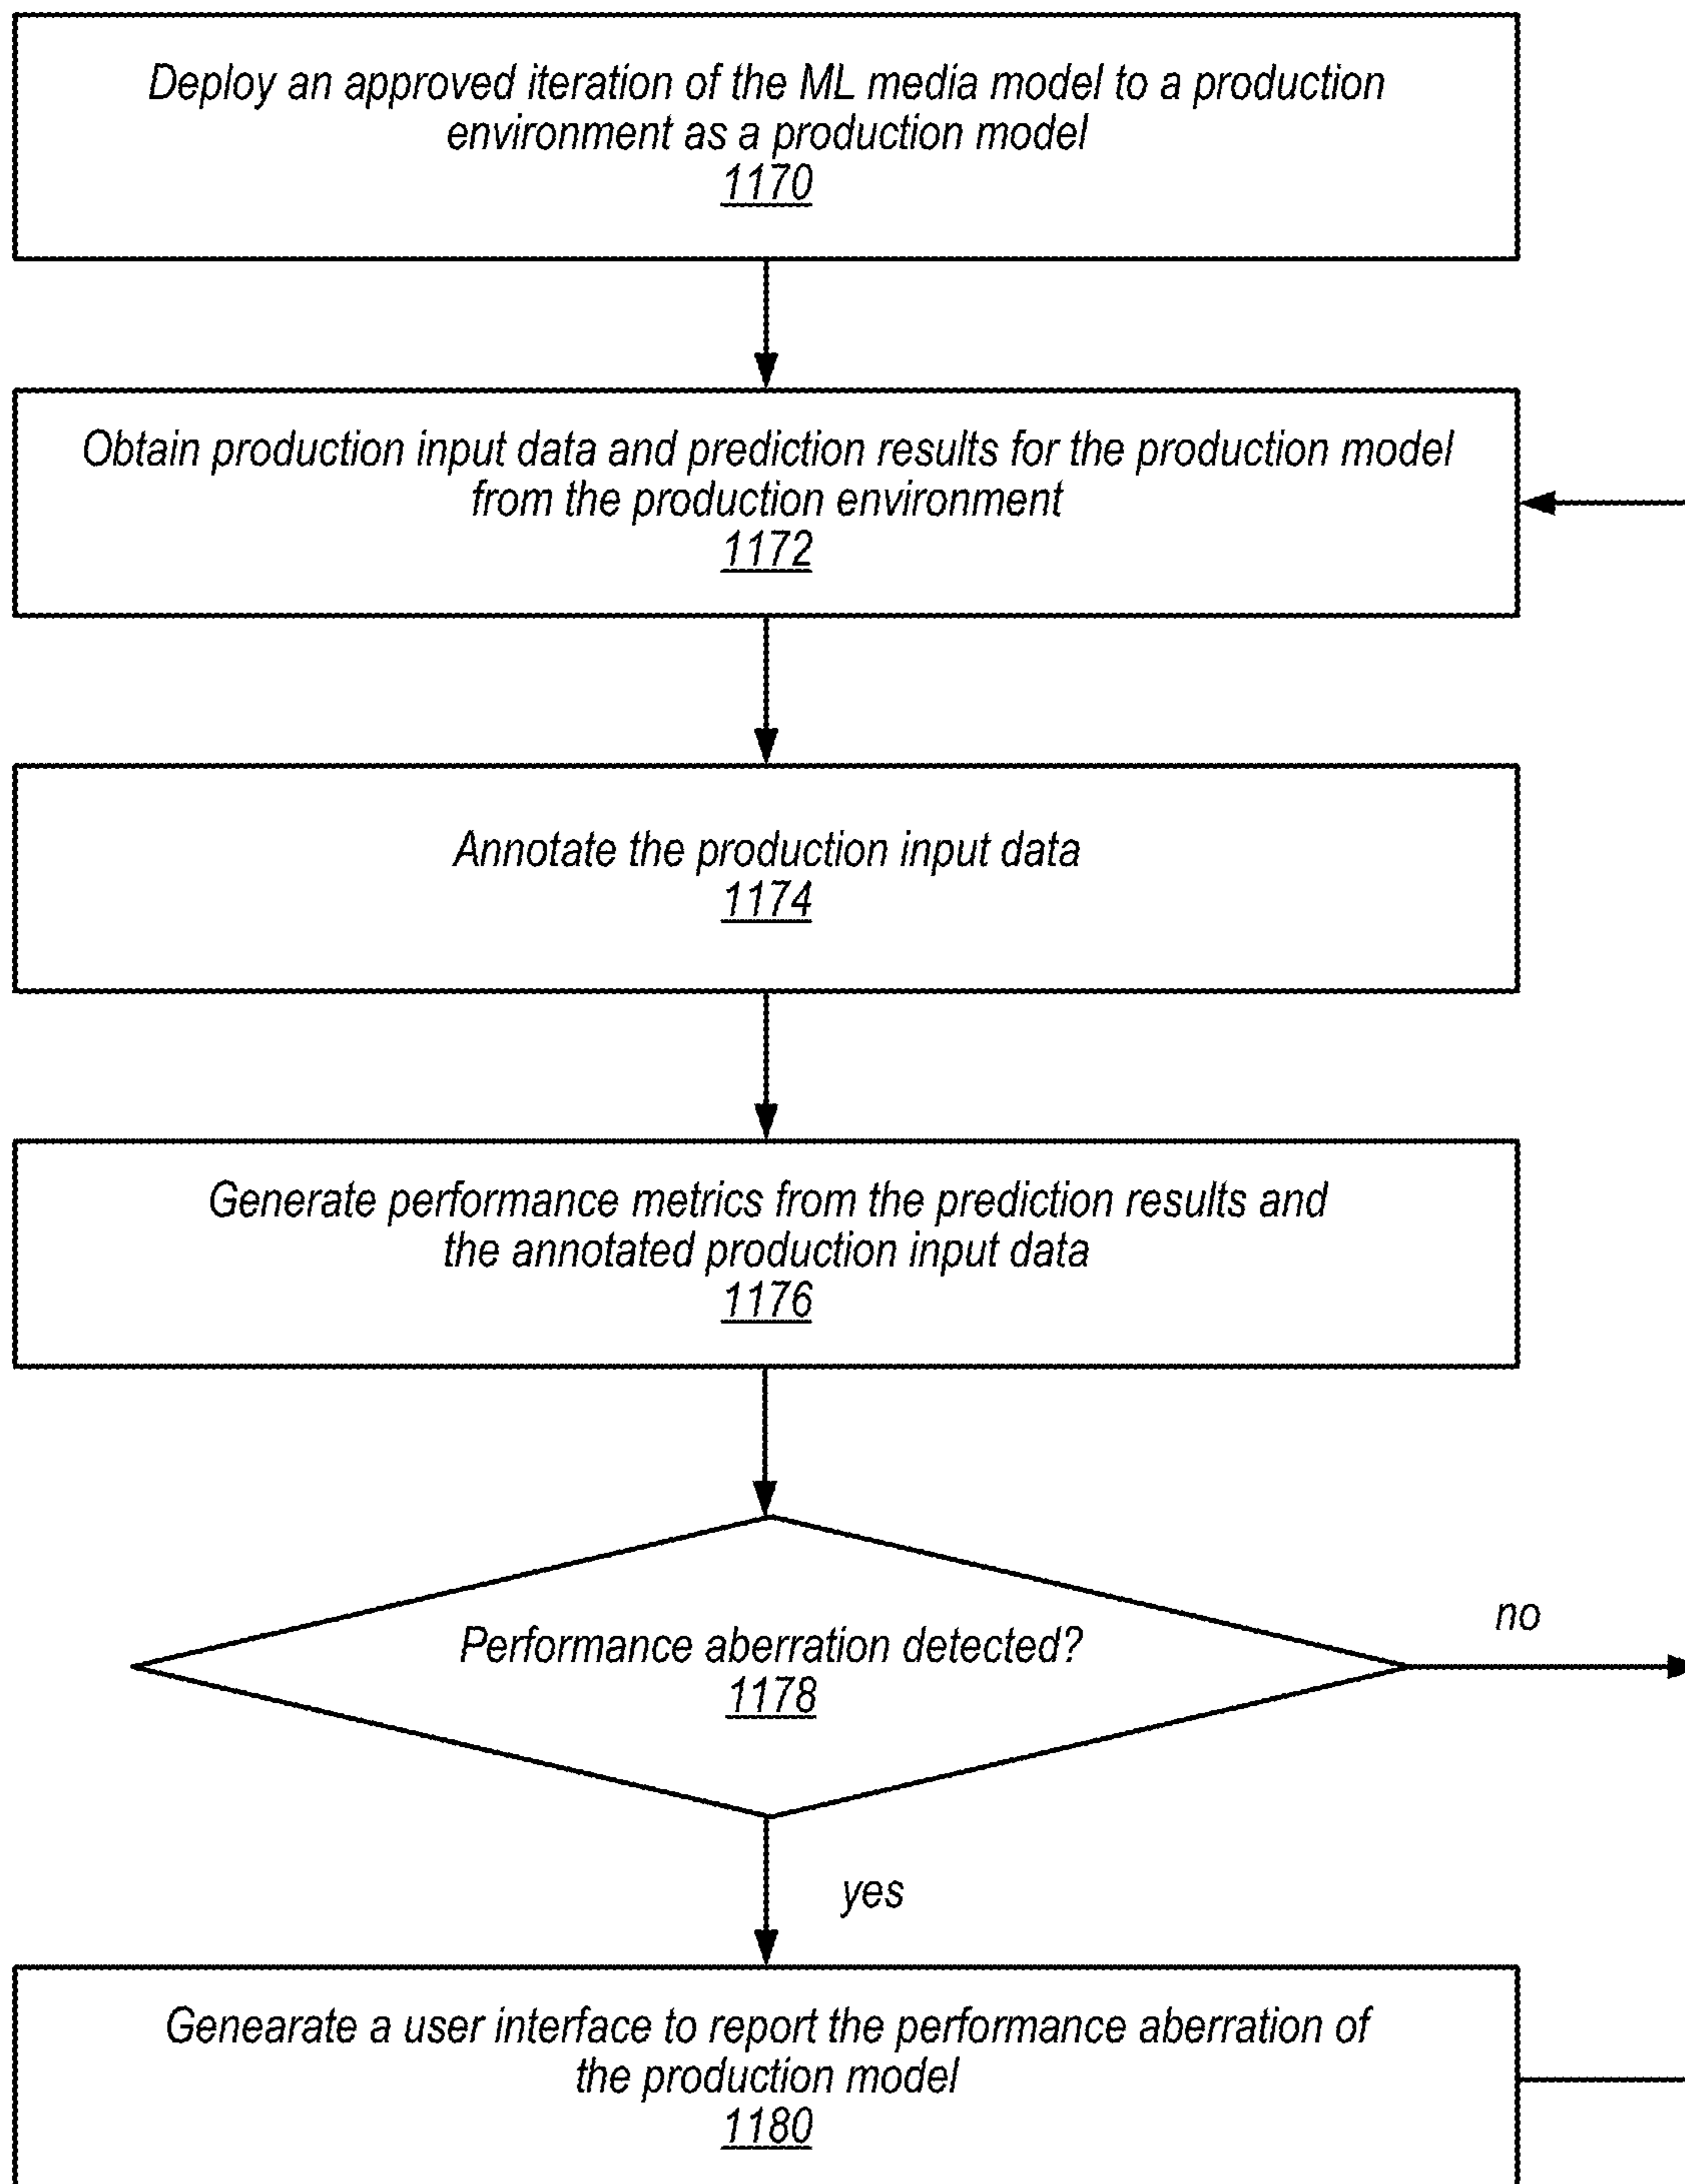 Deploy an approved iteration of the ML media model to a production
environment as a production model
1170
Obtain production input data and prediction results for the production model
from the production environment
1172
Annotate the production input data
1174
Generate performance metrics from the prediction results and
the annotated production input data
1176
Performance aberration detected?
1178
no
yes
Genearate a user interface to report the performance aberration of
the production model
1180